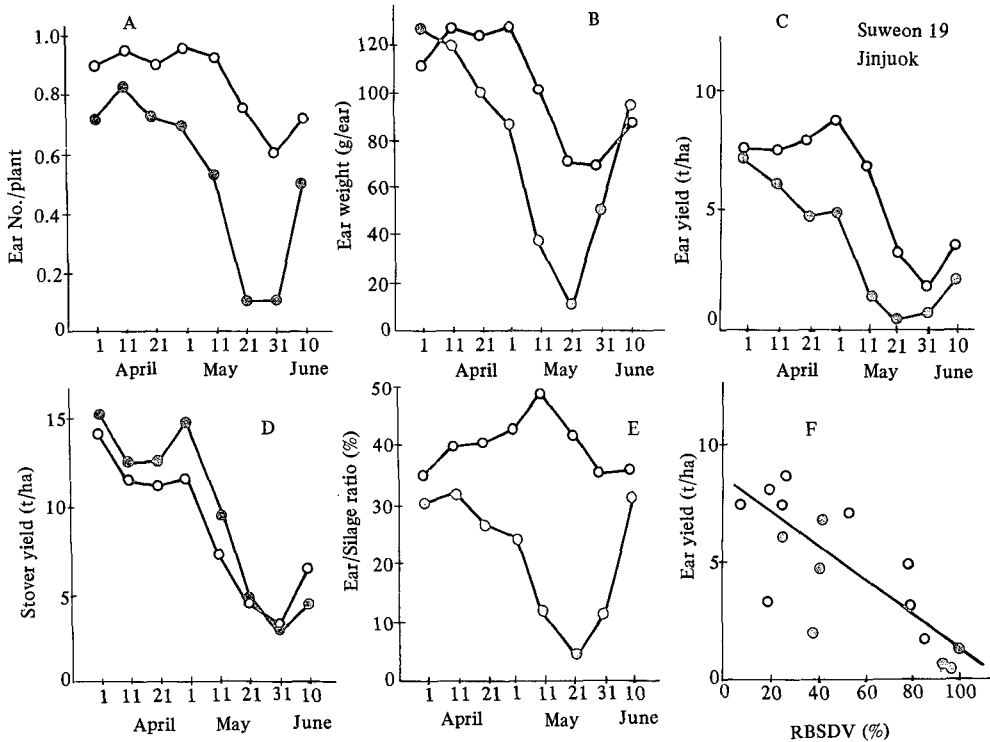 A
Ear No./plant
1.0
0.8
0.6
0.4
0.2
0
1 11 21 1 11 21 31 10
April May June
B
Ear weight (g/ear)
120
100
80
60
40
20
0
1 11 21 1 11 21 31 10
April May June
C
Suweon 19
Jinjuok
Ear yield (t/ha)
10
5
0
1 11 21 1 11 21 31 10
April May June
D
Stover yield (t/ha)
15
10
5
0
1 11 21 1 11 21 31 10
April May June
E
Ear/Silage ratio (%)
50
40
30
20
10
0
1 11 21 1 11 21 31 10
April May June
F
Ear yield (t/ha)
10
5
0
0 20 40 60 80 100
RBSDV (%)